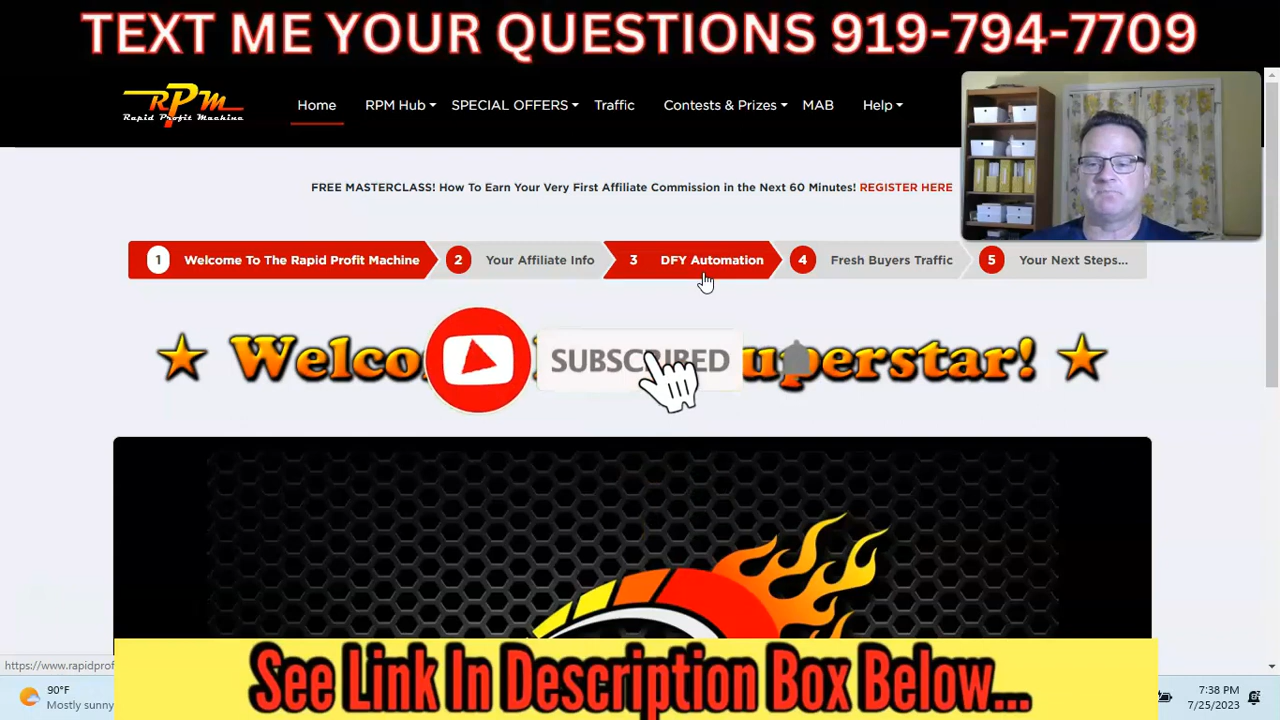 TEXT ME YOUR QUESTIONS 919-794-7709
RPM
Rapid Profit Machine
Home RPM Hub SPECIAL OFFERS Traffic Contests & Prizes MAB Help
FREE MASTERCLASS! How To Earn Your Very First Affiliate Commission in the Next 60 Minutes! REGISTER HERE
1 Welcome To The Rapid Profit Machine 2 Your Affiliate Info 3 DFY Automation 4 Fresh Buyers Traffic 5 Your Next Steps...
SUBSCRIBED
Superstar!
See Link In Description Box Below...
https://www.rapidprof
90°F
Mostly sunny
7:38 PM
7/25/2023